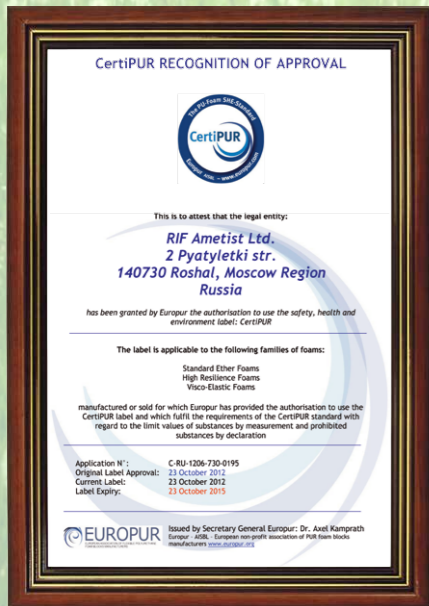 CertiPUR RECOGNITION OF APPROVAL
The PU-Foam SHE-Standard
CertiPUR
Europur AISBL - www.europur.com
This is to attest that the legal entity:
RIF Ametist Ltd.
2 Pyatyletki str.
140730 Roshal, Moscow Region
Russia
has been granted by Europur the authorisation to use the safety, health and
environment label: CertiPUR
The label is applicable to the following families of foams:
Standard Ether Foams
High Resilience Foams
Visco-Elastic Foams
manufactured or sold for which Europur has provided the authorisation to use the
CertiPUR label and which fulfil the requirements of the CertiPUR standard with
regard to the limit values of substances by measurement and prohibited
substances by declaration
Application N°: C-RU-1206-730-0195
Original Label Approval: 23 October 2012
Current Label: 23 October 2012
Label Expiry: 23 October 2015
EUROPUR
Issued by Secretary General Europur: Dr. Axel Kamprath
Europur - AISBL - European non-profit association of PUR foam blocks
manufacturers www.europur.org